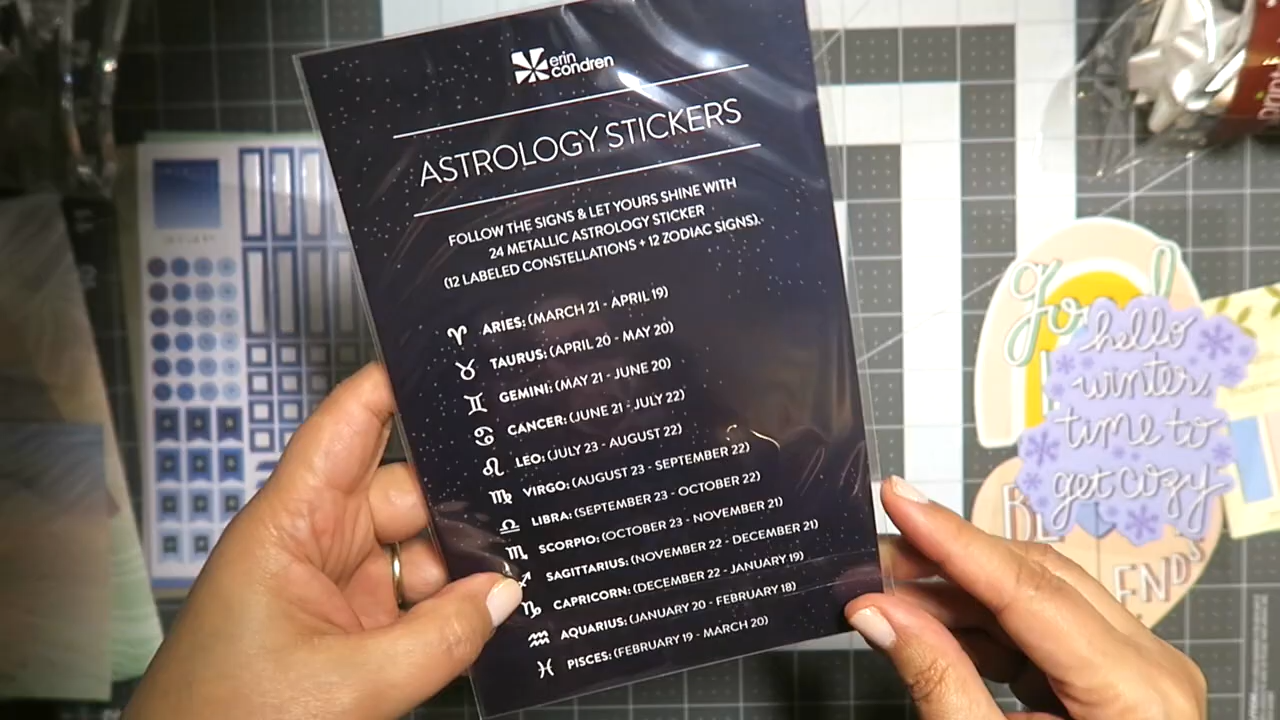 erin
condren
ASTROLOGY STICKERS
FOLLOW THE SIGNS & LET YOURS SHINE WITH
24 METALLIC ASTROLOGY STICKER
(12 LABELED CONSTELLATIONS + 12 ZODIAC SIGNS).
ARIES: (MARCH 21 - APRIL 19)
TAURUS: (APRIL 20 - MAY 20)
GEMINI: (MAY 21 - JUNE 20)
CANCER: (JUNE 21 - JULY 22)
LEO: (JULY 23 - AUGUST 22)
VIRGO: (AUGUST 23 - SEPTEMBER 22)
LIBRA: (SEPTEMBER 23 - OCTOBER 22)
SCORPIO: (OCTOBER 23 - NOVEMBER 21)
SAGITTARIUS: (NOVEMBER 22 - DECEMBER 21)
CAPRICORN: (DECEMBER 22 - JANUARY 19)
AQUARIUS: (JANUARY 20 - FEBRUARY 18)
PISCES: (FEBRUARY 19 - MARCH 20)
hello
winter,
time to
get cozy